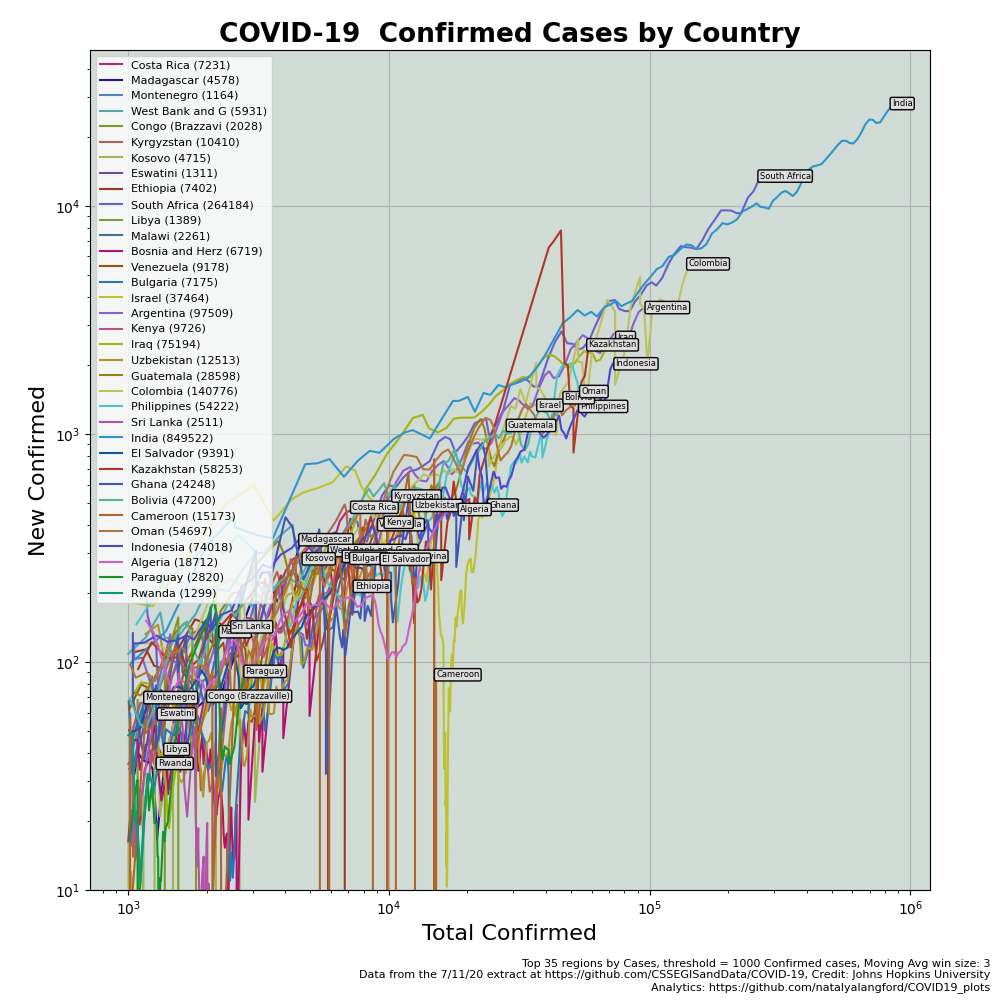 COVID-19  Confirmed Cases by Country
Costa Rica (7231)
Madagascar (4578)
Montenegro (1164)
West Bank and G (5931)
Congo (Brazzavi (2028)
Kyrgyzstan (10410)
Kosovo (4715)
Eswatini (1311)
Ethiopia (7402)
South Africa (264184)
Libya (1389)
Malawi (2261)
Bosnia and Herz (6719)
Venezuela (9178)
Bulgaria (7175)
Israel (37464)
Argentina (97509)
Kenya (9726)
Iraq (75194)
Uzbekistan (12513)
Guatemala (28598)
Colombia (140776)
Philippines (54222)
Sri Lanka (2511)
India (849522)
El Salvador (9391)
Kazakhstan (58253)
Ghana (24248)
Bolivia (47200)
Cameroon (15173)
Oman (54697)
Indonesia (74018)
Algeria (18712)
Paraguay (2820)
Rwanda (1299)
India
South Africa
Colombia
Argentina
Iraq
Kazakhstan
Indonesia
Oman
Israel
Philippines
Guatemala
Kyrgyzstan
Costa Rica
Uzbekistan
Ghana
Algeria
Kenya
Madagascar
West Bank and Gaza
Kosovo
El Salvador
Ethiopia
Sri Lanka
Paraguay
Cameroon
Montenegro
Congo (Brazzaville)
Eswatini
Libya
Rwanda
New Confirmed
10⁴
10³
10²
10¹
10³
10⁴
10⁵
10⁶
Total Confirmed
Top 35 regions by Cases, threshold = 1000 Confirmed cases, Moving Avg win size: 3
Data from the 7/11/20 extract at https://github.com/CSSEGISandData/COVID-19, Credit: Johns Hopkins University
Analytics: https://github.com/natalyalangford/COVID19_plots